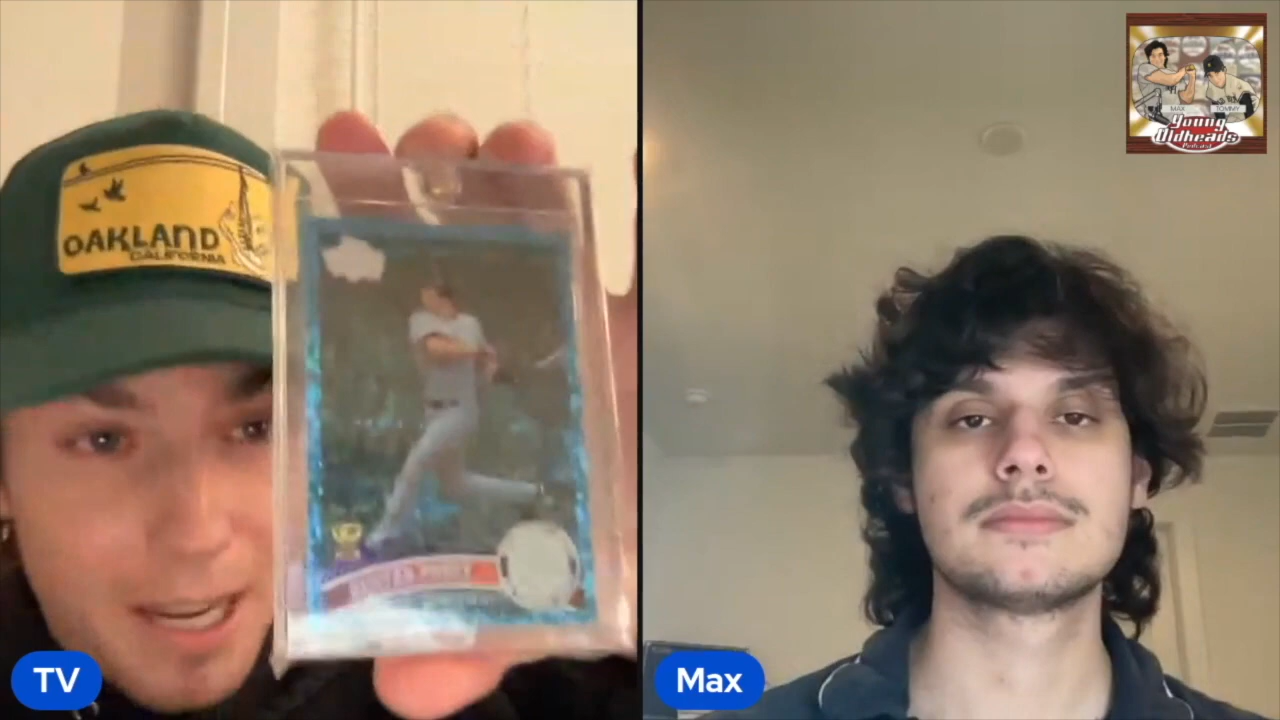 OAKLAND
CALIFORNIA
MAX
TOMMY
Young
Oldheads
Podcast
TV
Max